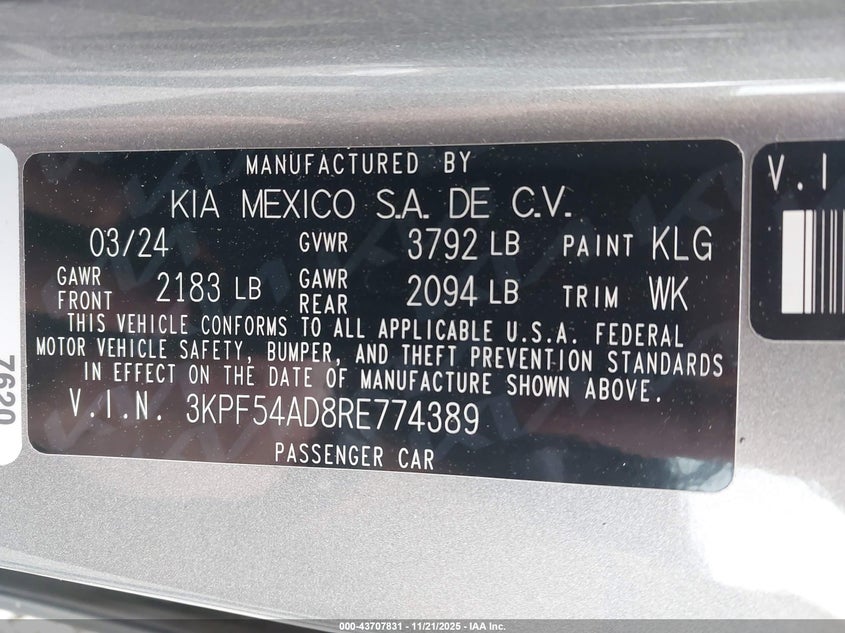 MANUFACTURED BY
KIA MEXICO S.A. DE C.V.
03/24 GVWR 3792 LB PAINT KLG
GAWR FRONT 2183 LB GAWR REAR 2094 LB TRIM WK
THIS VEHICLE CONFORMS TO ALL APPLICABLE U.S.A. FEDERAL
MOTOR VEHICLE SAFETY, BUMPER, AND THEFT PREVENTION STANDARDS
IN EFFECT ON THE DATE OF MANUFACTURE SHOWN ABOVE.
V.I.N. 3KPF54AD8RE774389
PASSENGER CAR
V.I
7620
000-43707831 - 11/21/2025 - IAA Inc.